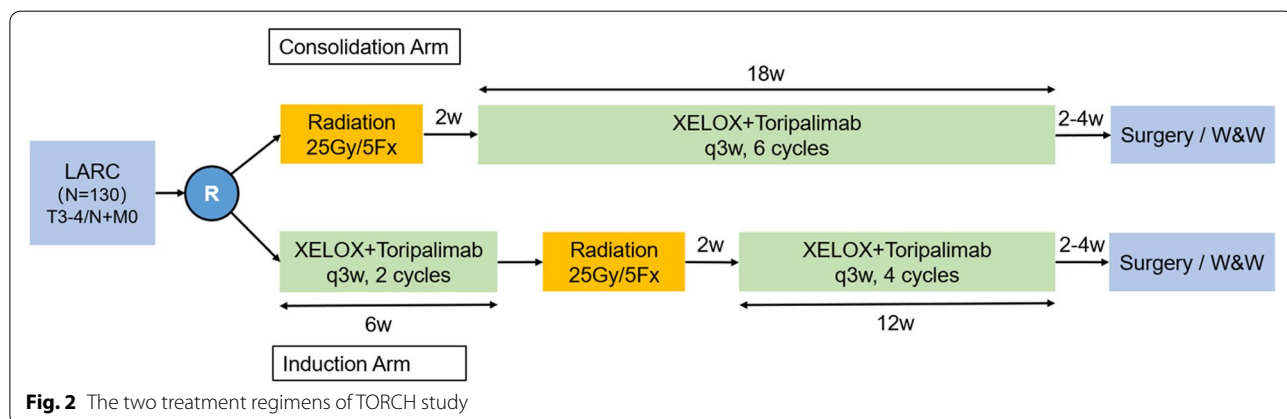 Consolidation Arm
18w
Radiation
25Gy/5Fx
2w
XELOX+Toripalimab
q3w, 6 cycles
2-4w
Surgery / W&W
LARC
(N=130)
T3-4/N+M0
R
XELOX+Toripalimab
q3w, 2 cycles
Radiation
25Gy/5Fx
2w
XELOX+Toripalimab
q3w, 4 cycles
2-4w
Surgery / W&W
6w
12w
Induction Arm
Fig. 2 The two treatment regimens of TORCH study